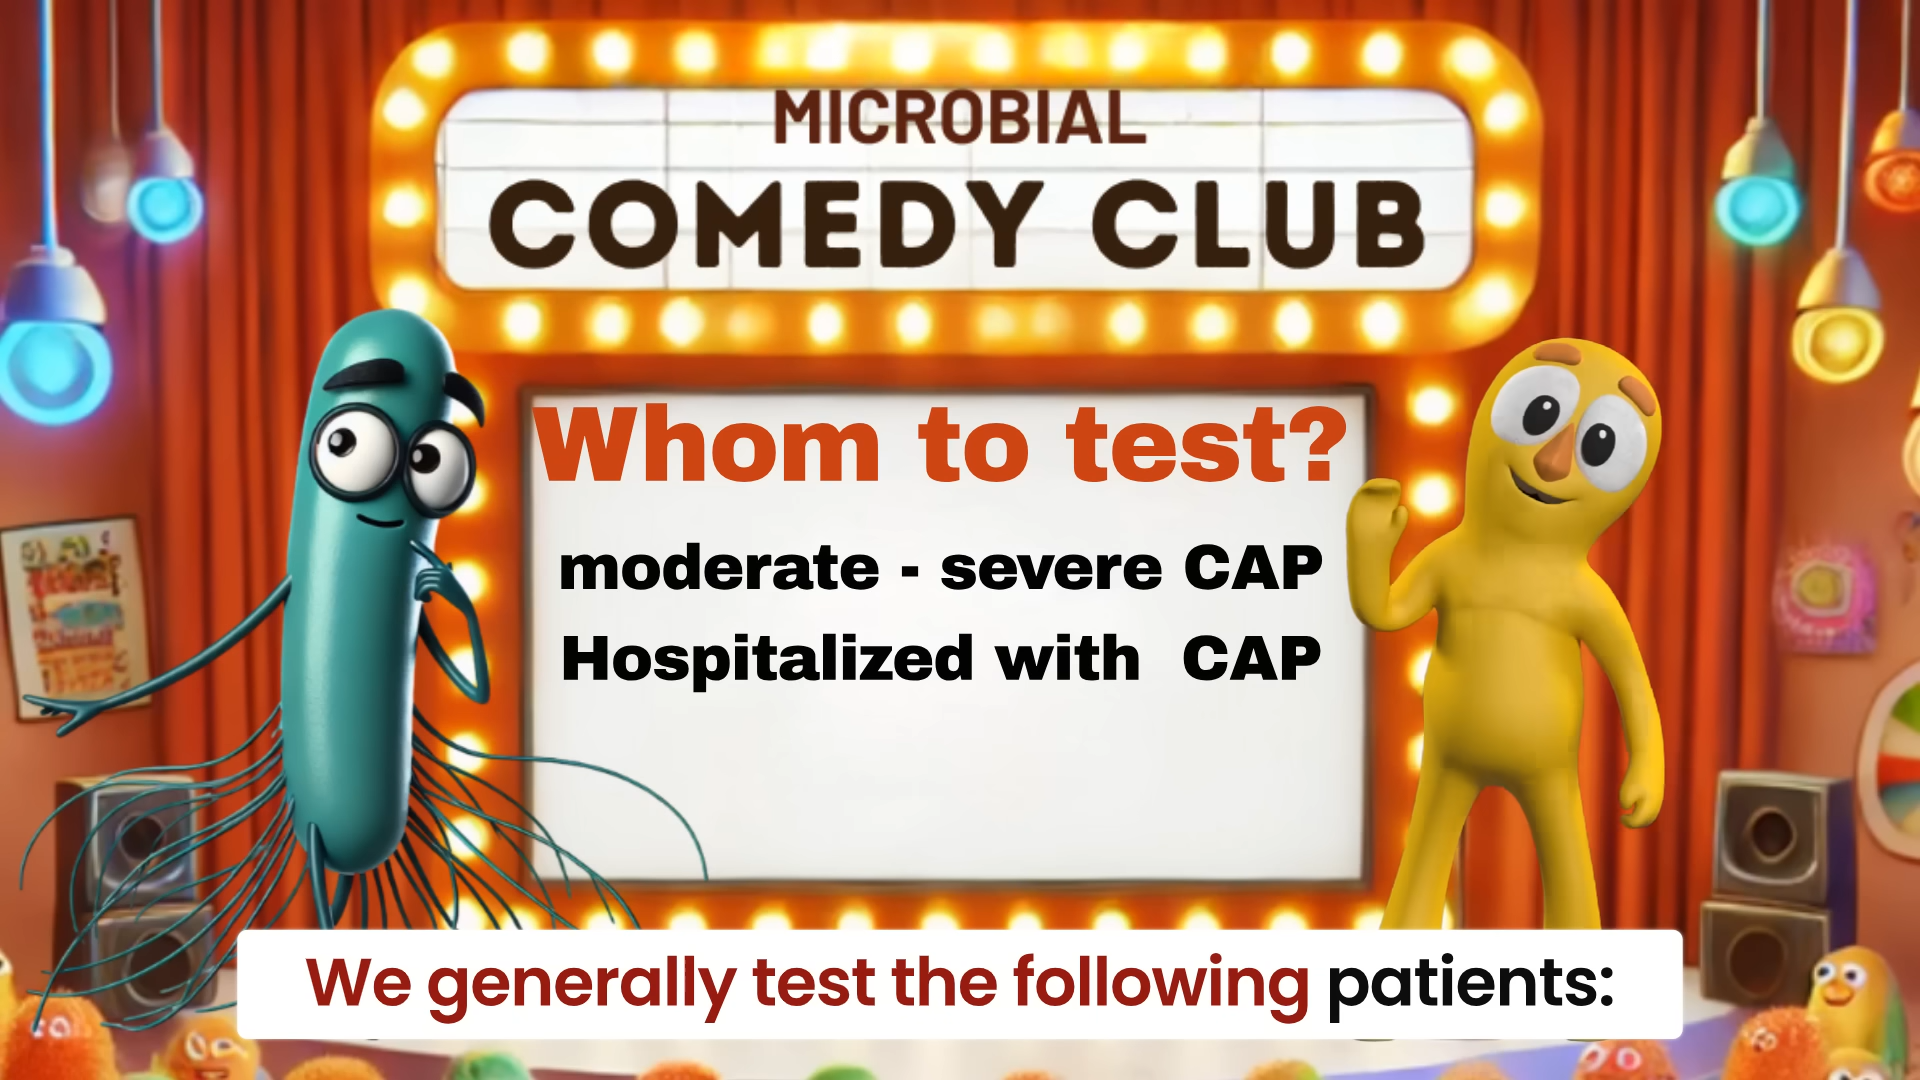 MICROBIAL
COMEDY CLUB
Whom to test?
moderate - severe CAP
Hospitalized with CAP
We generally test the following patients: